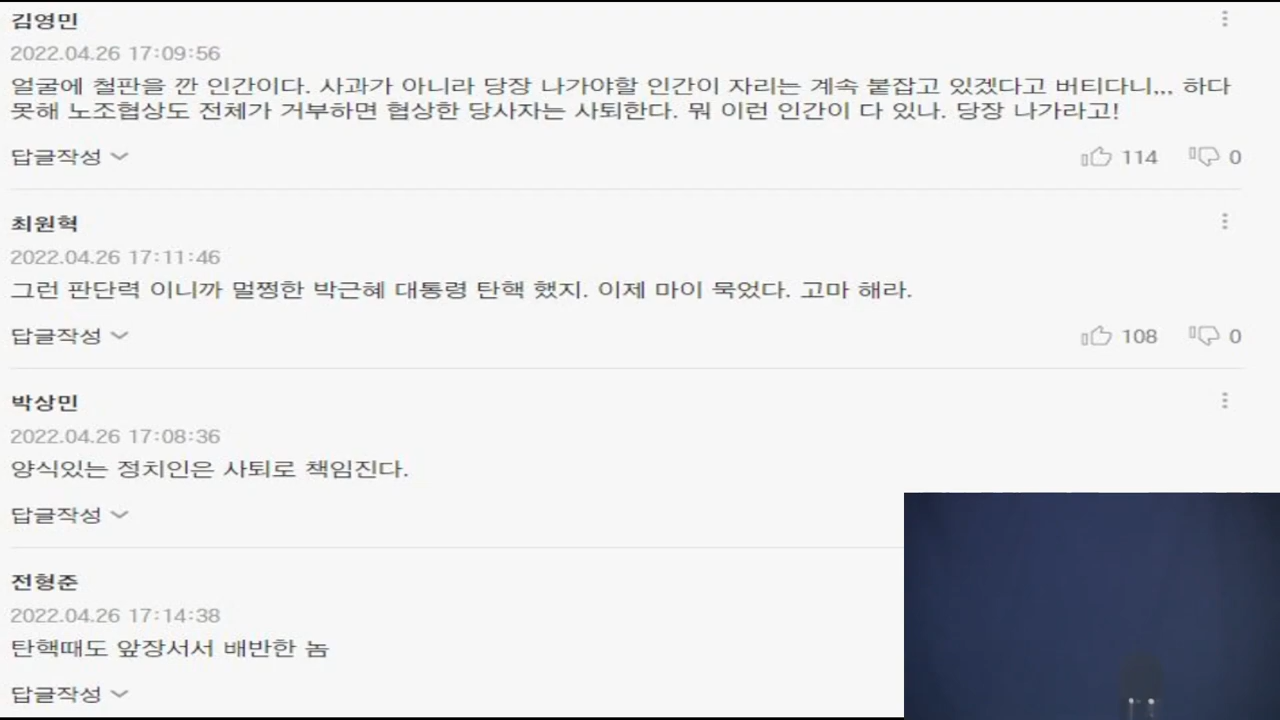 김영민
2022.04.26 17:09:56
얼굴에 철판을 깐 인간이다. 사과가 아니라 당장 나가야할 인간이 자리는 계속 붙잡고 있겠다고 버티다니,,, 하다
못해 노조협상도 전체가 거부하면 협상한 당사자는 사퇴한다. 뭐 이런 인간이 다 있나. 당장 나가라고!
답글작성
114 0
최원혁
2022.04.26 17:11:46
그런 판단력 이니까 멀쩡한 박근혜 대통령 탄핵 했지. 이제 마이 묵었다. 고마 해라.
답글작성
108 0
박상민
2022.04.26 17:08:36
양식있는 정치인은 사퇴로 책임진다.
답글작성
전형준
2022.04.26 17:14:38
탄핵때도 앞장서서 배반한 놈
답글작성